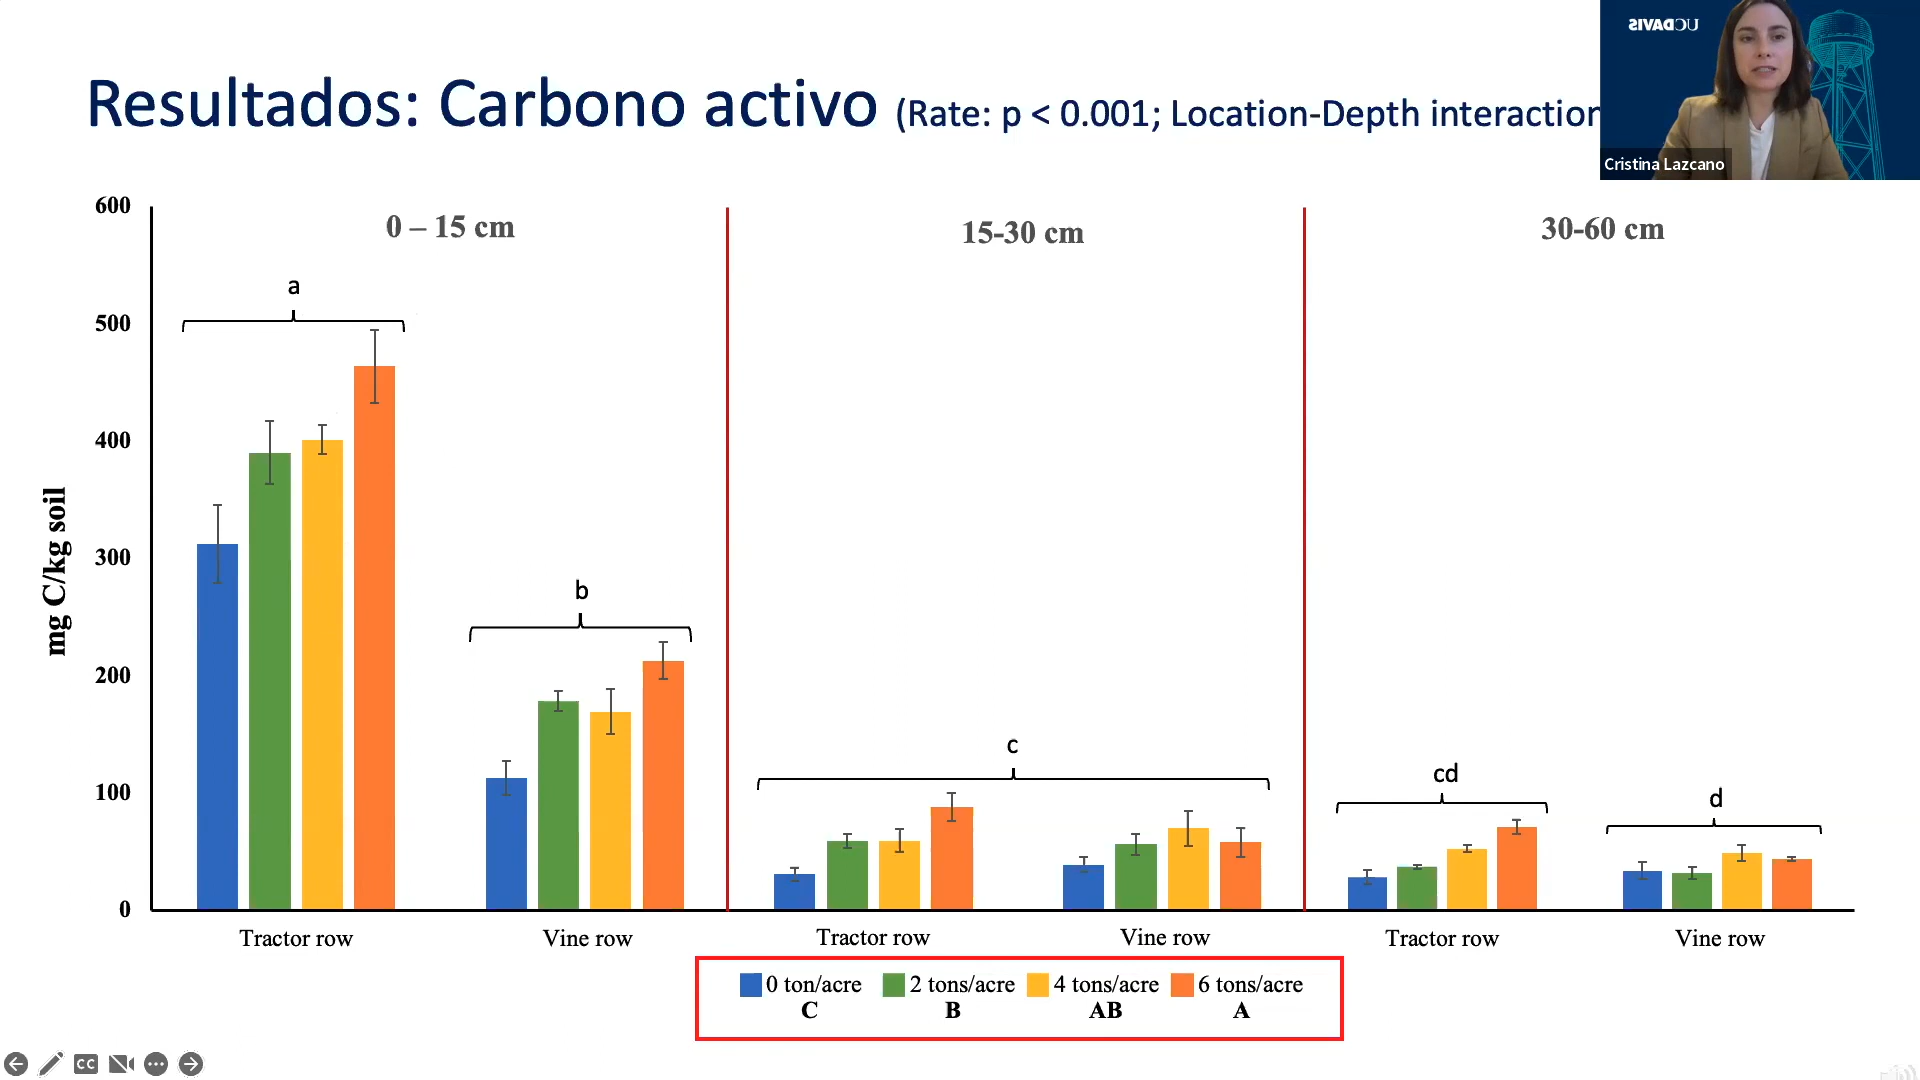 UC DAVIS
Resultados: Carbono activo (Rate: p < 0.001; Location-Depth interaction
Cristina Lazcano
600
500
400
300
200
100
0
mg C/kg soil
0 – 15 cm
15-30 cm
30-60 cm
a
b
c
cd
d
Tractor row
Vine row
Tractor row
Vine row
Tractor row
Vine row
0 ton/acre
2 tons/acre
4 tons/acre
6 tons/acre
C
B
AB
A
CC